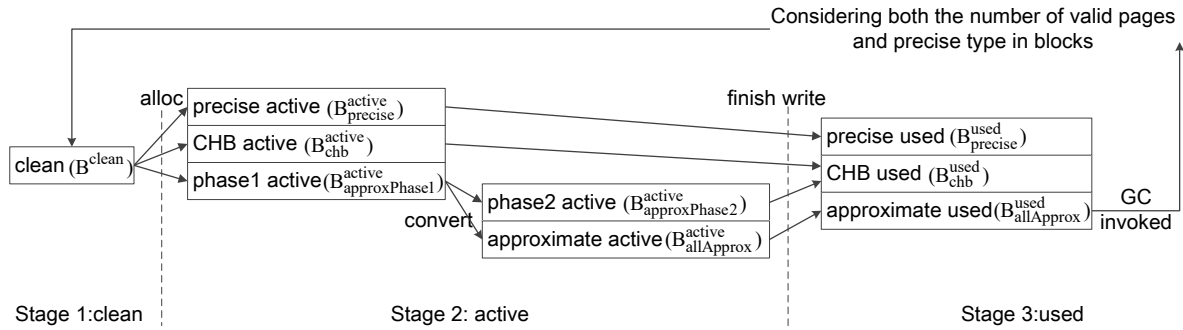 Considering both the number of valid pages
and precise type in blocks
alloc
finish write
precise active (B^active_precise)
CHB active (B^active_chb)
phase1 active(B^active_approxPhase1)
clean(B^clean)
convert
phase2 active (B^active_approxPhase2)
approximate active(B^active_allApprox)
precise used (B^used_precise)
CHB used (B^used_chb)
approximate used(B^used_allApprox)
GC
invoked
Stage 1:clean
Stage 2: active
Stage 3:used